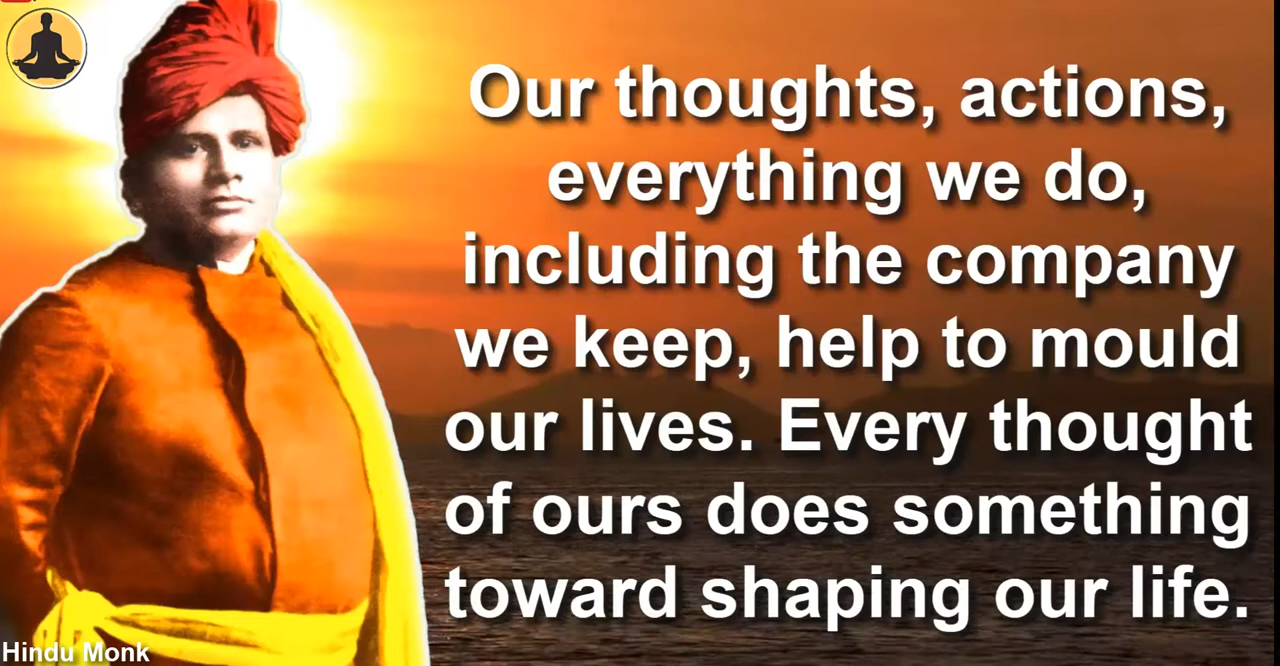 Our thoughts, actions,
everything we do,
including the company
we keep, help to mould
our lives. Every thought
of ours does something
toward shaping our life.
Hindu Monk